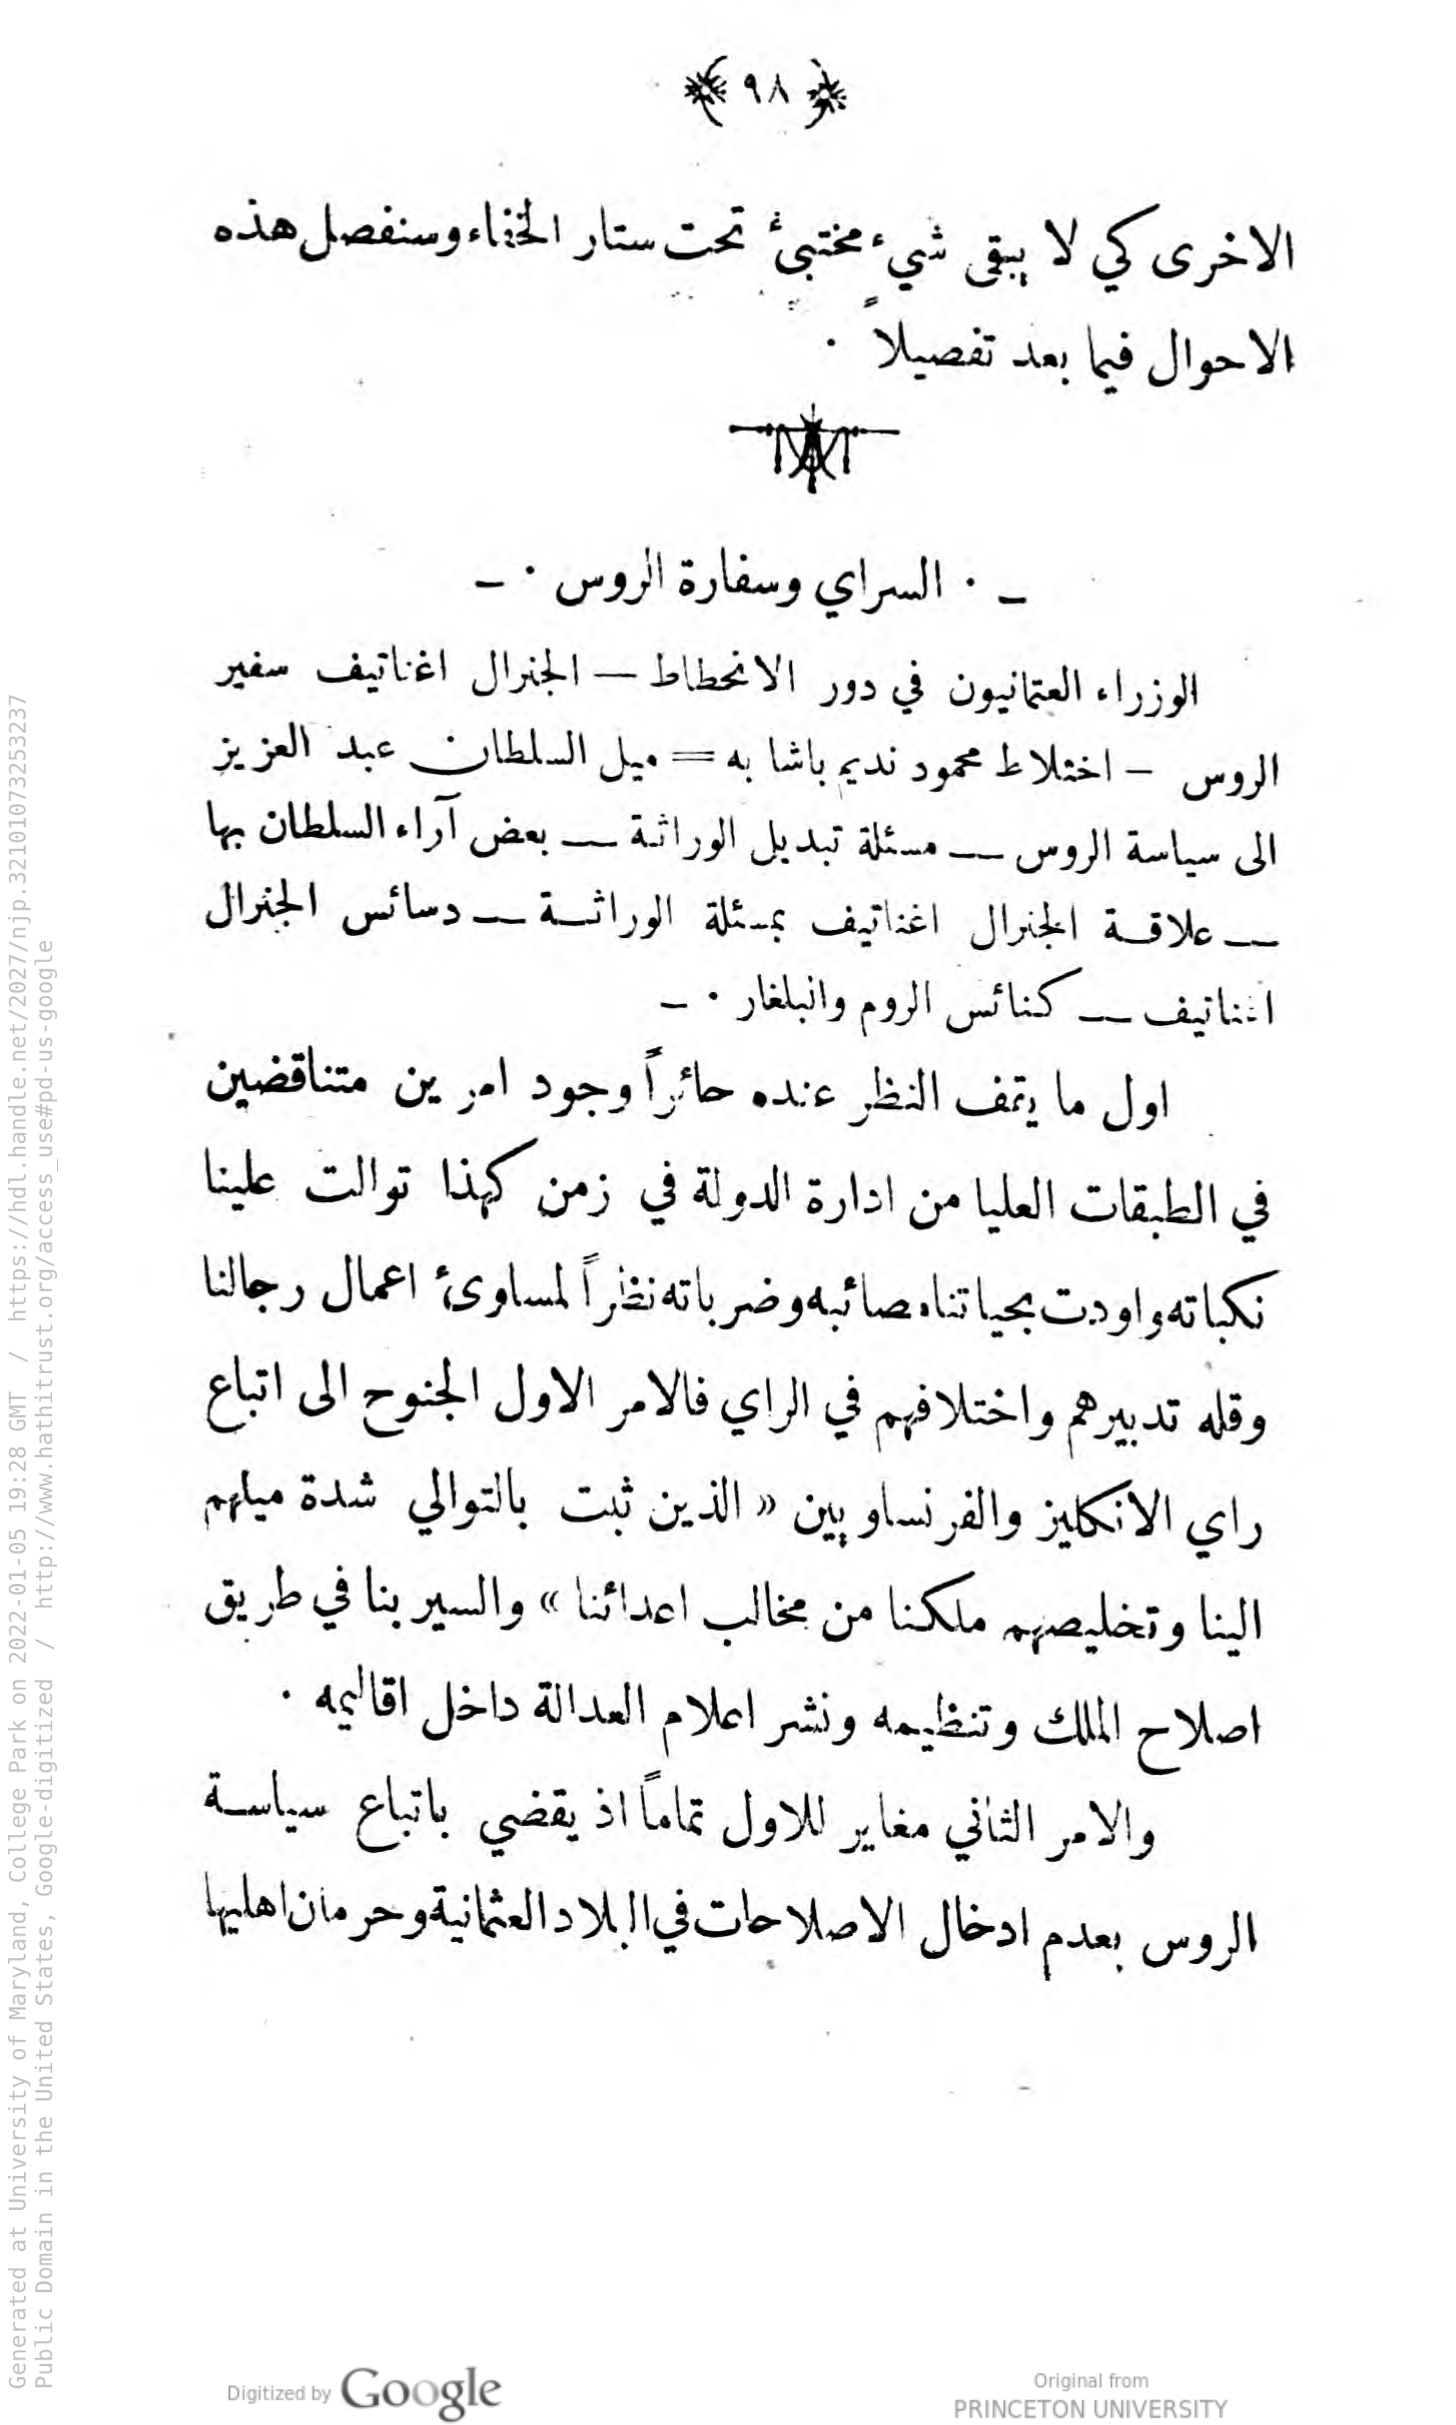 ﴿ ٩٨ ﴾
الاخرى كي لا يبقى شيء مختبئ تحت ستار الخفاء وسنفصل هذه
الاحوال فيما بعد تفصيلاً ٠
– ٠ السراي وسفارة الروس ٠ –
الوزراء العثمانيون في دور الانحطاط — الجنرال اغناتيف سفير
الروس – اختلاط محمود نديم باشا به = ميل السلطان عبد العزيز
الى سياسة الروس — مسئلة تبديل الوراثة — بعض آراء السلطان بها
— علاقة الجنرال اغناتيف بمسئلة الوراثة — دسائس الجنرال
اغناتيف — كنائس الروم والبلغار ٠ –
اول ما يقف النظر عنده حائراً وجود امرين متناقضين
في الطبقات العليا من ادارة الدولة في زمن كهذا توالت علينا
نكباته واودت بحياتنا مصائبه وضرباته نظراً لمساوئ اعمال رجالنا
وقله تدبيرهم واختلافهم في الراي فالامر الاول الجنوح الى اتباع
راي الانكليز والفرنساويين « الذين ثبت بالتوالي شدة ميلهم
الينا وتخليصهم ملكنا من مخالب اعدائنا » والسير بنا في طريق
اصلاح الملك وتنظيمه ونشر اعلام العدالة داخل اقاليمه ٠
والامر الثاني مغاير للاول تماماً اذ يقضي باتباع سياسة
الروس بعدم ادخال الاصلاحات في البلاد العثمانية وحرمان اهليها
Generated at University of Maryland, College Park on 2022-01-05 19:28 GMT / https://hdl.handle.net/2027/njp.32101073253237
Public Domain in the United States, Google-digitized / http://www.hathitrust.org/access_use#pd-us-google
Digitized by Google
Original from
PRINCETON UNIVERSITY